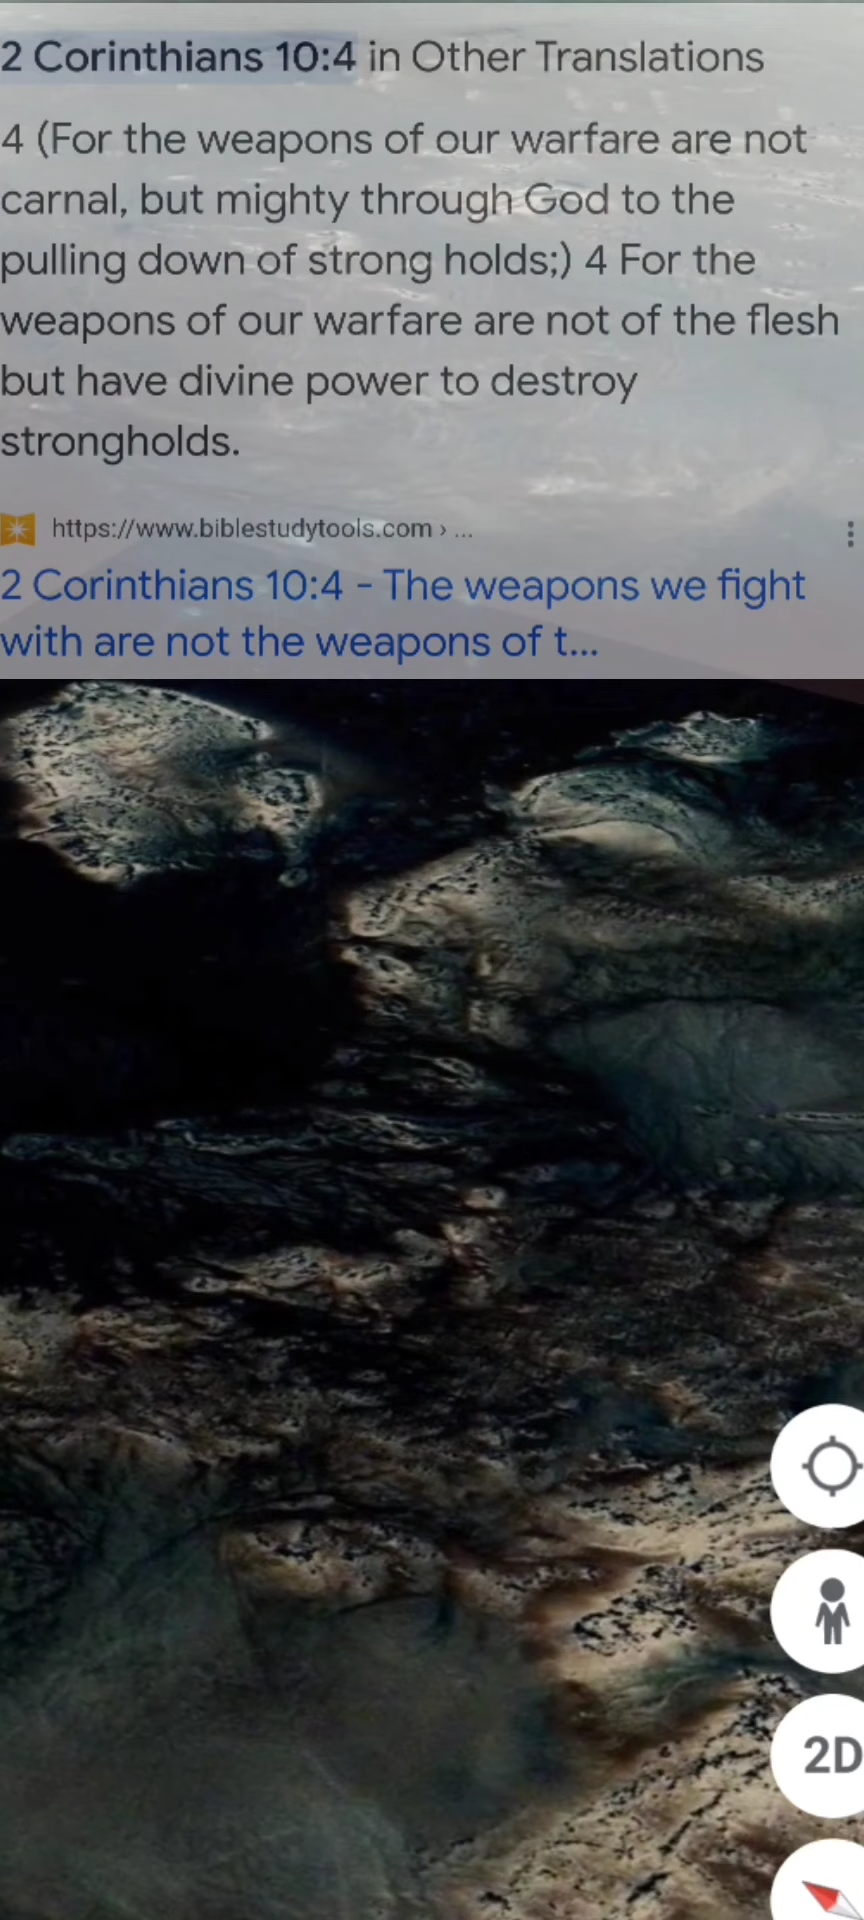 2 Corinthians 10:4 in Other Translations
4 (For the weapons of our warfare are not
carnal, but mighty through God to the
pulling down of strong holds;) 4 For the
weapons of our warfare are not of the flesh
but have divine power to destroy
strongholds.
https://www.biblestudytools.com › ...
2 Corinthians 10:4 - The weapons we fight
with are not the weapons of t...
2D